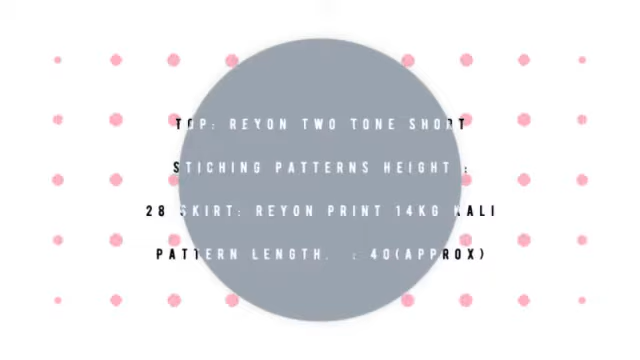 TOP: REYON TWO TONE SHORT
STICHING PATTERNS HEIGHT :
28 SKIRT: REYON PRINT 14KG KALI
PATTERN LENGTH. : 40(APPROX)